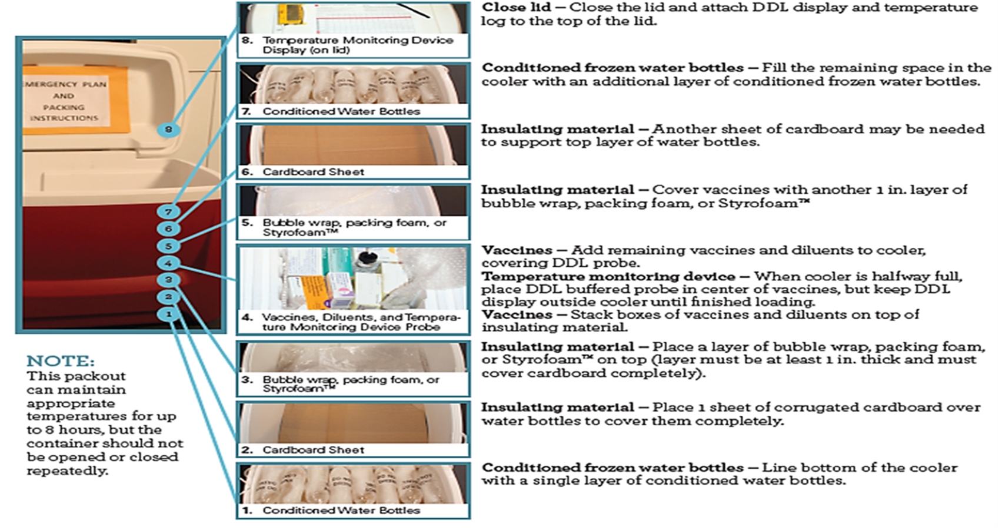 Close lid – Close the lid and attach DDL display and temperature
log to the top of the lid.
8. Temperature Monitoring Device
Display (on lid)
Conditioned frozen water bottles – Fill the remaining space in the
cooler with an additional layer of conditioned frozen water bottles.
7. Conditioned Water Bottles
EMERGENCY PLAN
AND
PACKING
INSTRUCTIONS
8
Insulating material – Another sheet of cardboard may be needed
to support top layer of water bottles.
6. Cardboard Sheet
Insulating material – Cover vaccines with another 1 in. layer of
bubble wrap, packing foam, or Styrofoam™
5. Bubble wrap, packing foam, or
Styrofoam™
7
6
5
4
3
2
1
Vaccines – Add remaining vaccines and diluents to cooler,
covering DDL probe.
Temperature monitoring device – When cooler is halfway full,
place DDL buffered probe in center of vaccines, but keep DDL
display outside cooler until finished loading.
Vaccines – Stack boxes of vaccines and diluents on top of
insulating material.
4. Vaccines, Diluents, and Tempera-
ture Monitoring Device Probe
Insulating material – Place a layer of bubble wrap, packing foam,
or Styrofoam™ on top (layer must be at least 1 in. thick and must
cover cardboard completely).
3. Bubble wrap, packing foam, or
Styrofoam™
Insulating material – Place 1 sheet of corrugated cardboard over
water bottles to cover them completely.
2. Cardboard Sheet
Conditioned frozen water bottles – Line bottom of the cooler
with a single layer of conditioned water bottles.
1. Conditioned Water Bottles
NOTE:
This packout
can maintain
appropriate
temperatures for up
to 8 hours, but the
container should not
be opened or closed
repeatedly.